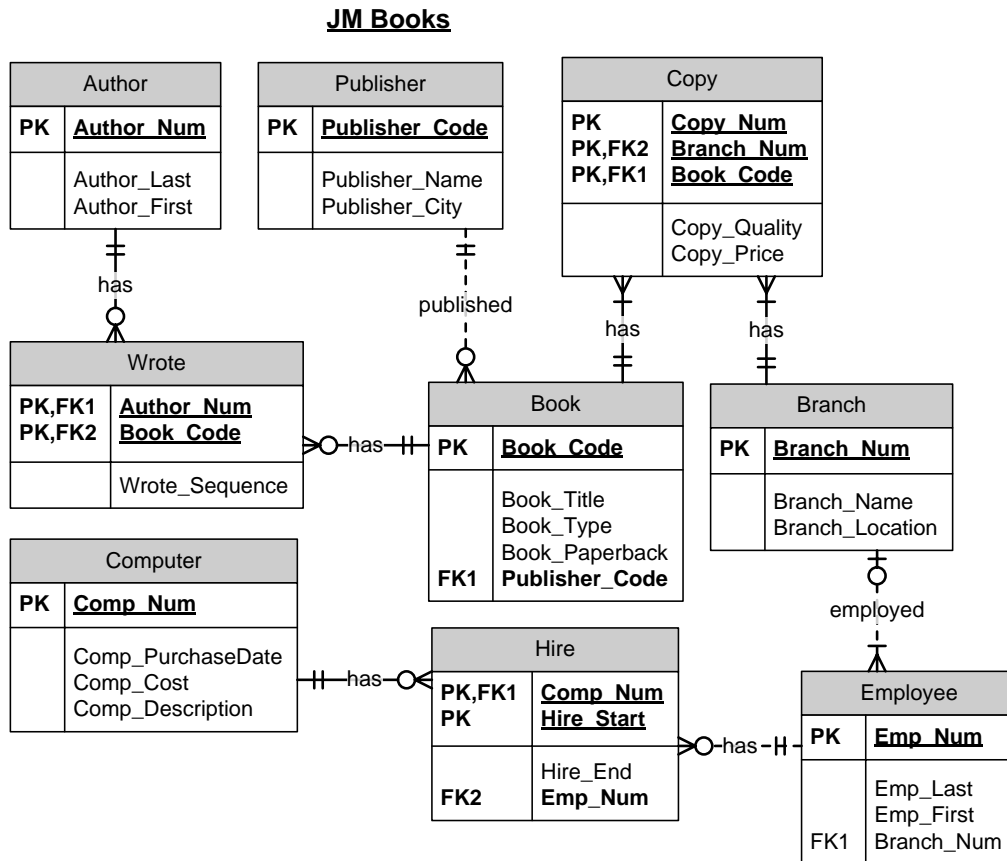 JM Books
Author
PK Author_Num
Author_Last
Author_First
Publisher
PK Publisher_Code
Publisher_Name
Publisher_City
Copy
PK Copy_Num
PK,FK2 Branch_Num
PK,FK1 Book_Code
Copy_Quality
Copy_Price
has
published
has
has
Wrote
PK,FK1 Author_Num
PK,FK2 Book_Code
Wrote_Sequence
has
Book
PK Book_Code
Book_Title
Book_Type
Book_Paperback
FK1 Publisher_Code
Branch
PK Branch_Num
Branch_Name
Branch_Location
employed
Computer
PK Comp_Num
Comp_PurchaseDate
Comp_Cost
Comp_Description
has
Hire
PK,FK1 Comp_Num
PK Hire_Start
Hire_End
FK2 Emp_Num
has
Employee
PK Emp_Num
Emp_Last
Emp_First
FK1 Branch_Num